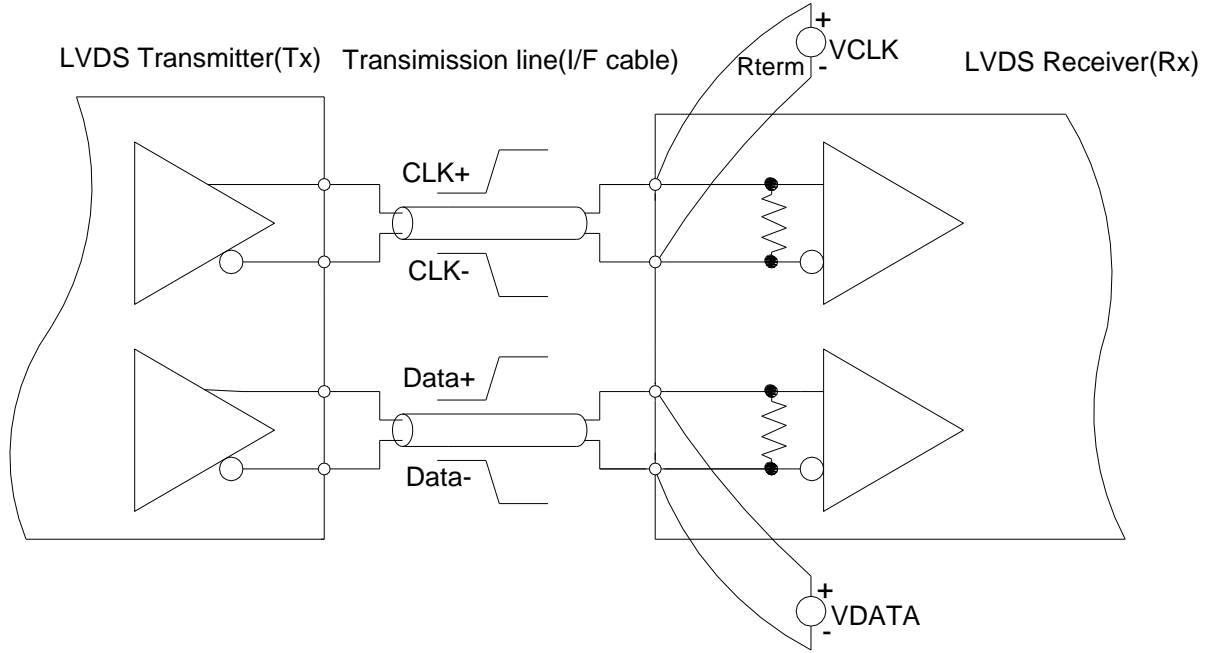 LVDS Transmitter(Tx)
Transimission line(I/F cable)
+
VCLK
-
Rterm
LVDS Receiver(Rx)
CLK+
CLK-
Data+
Data-
+
VDATA
-